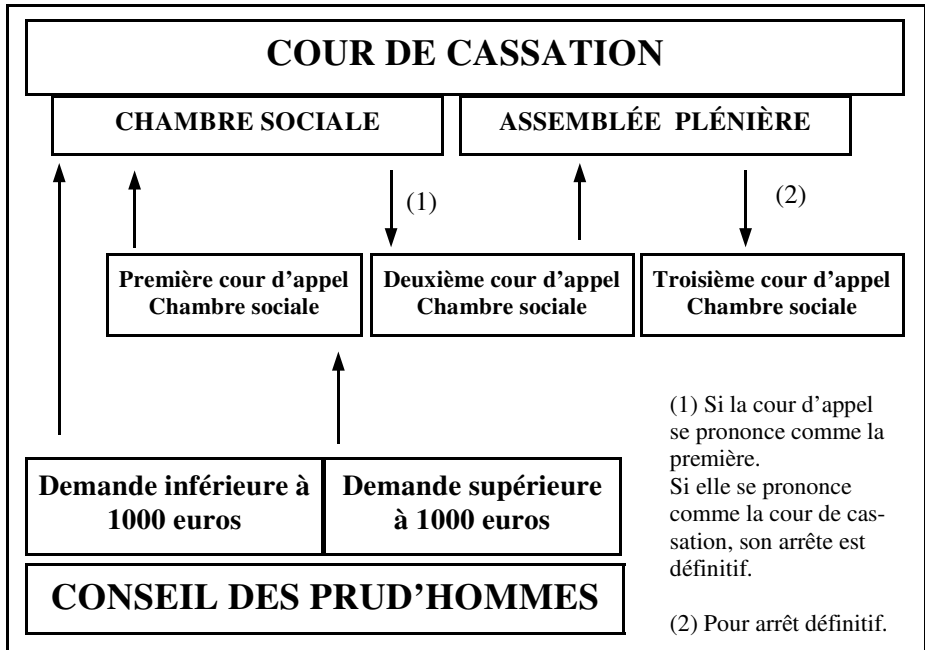 COUR DE CASSATION
CHAMBRE SOCIALE
ASSEMBLÉE PLÉNIÈRE
(1)
(2)
Première cour d'appel
Chambre sociale
Deuxième cour d'appel
Chambre sociale
Troisième cour d'appel
Chambre sociale
Demande inférieure à
1000 euros
Demande supérieure
à 1000 euros
CONSEIL DES PRUD'HOMMES
(1) Si la cour d'appel
se prononce comme la
première.
Si elle se prononce
comme la cour de cas-
sation, son arrête est
définitif.
(2) Pour arrêt définitif.